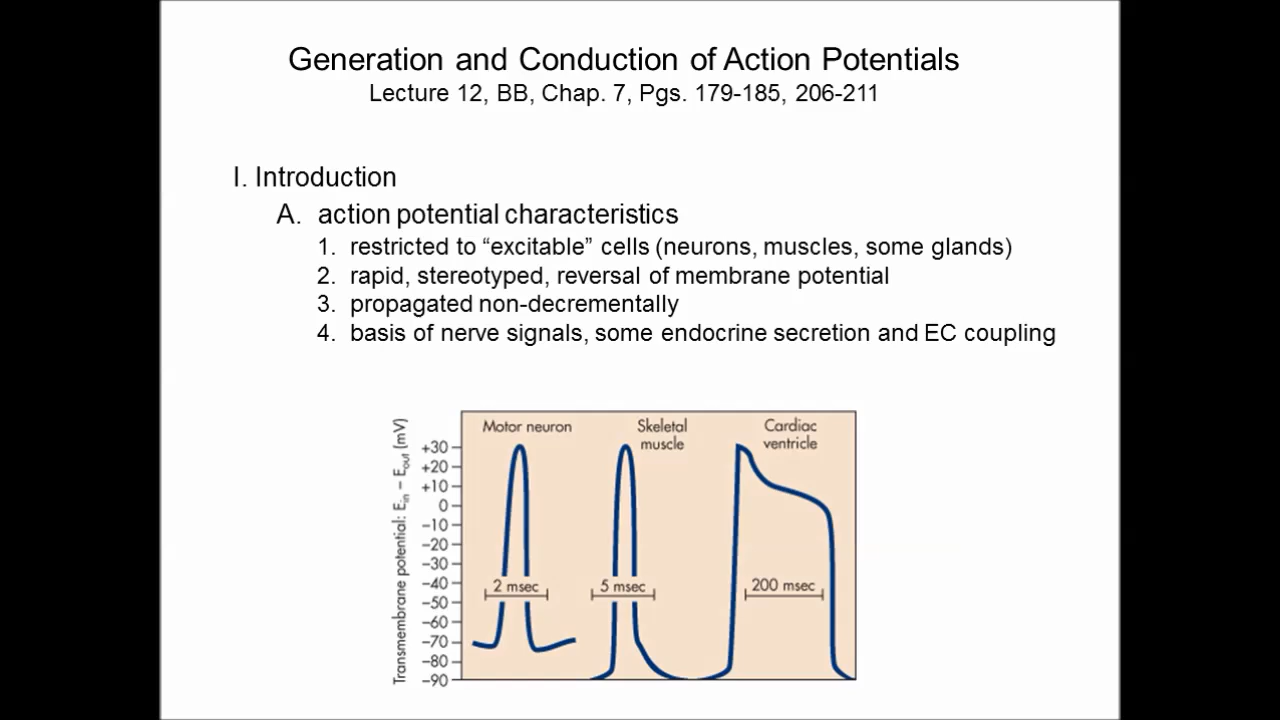 Generation and Conduction of Action Potentials
Lecture 12, BB, Chap. 7, Pgs. 179-185, 206-211
I. Introduction
A. action potential characteristics
1. restricted to “excitable” cells (neurons, muscles, some glands)
2. rapid, stereotyped, reversal of membrane potential
3. propagated non-decrementally
4. basis of nerve signals, some endocrine secretion and EC coupling
Transmembrane potential: Ein – Eout (mV)
Motor neuron
Skeletal
muscle
Cardiac
ventricle
+30
+20
+10
0
–10
–20
–30
–40
–50
–60
–70
–80
–90
2 msec
5 msec
200 msec